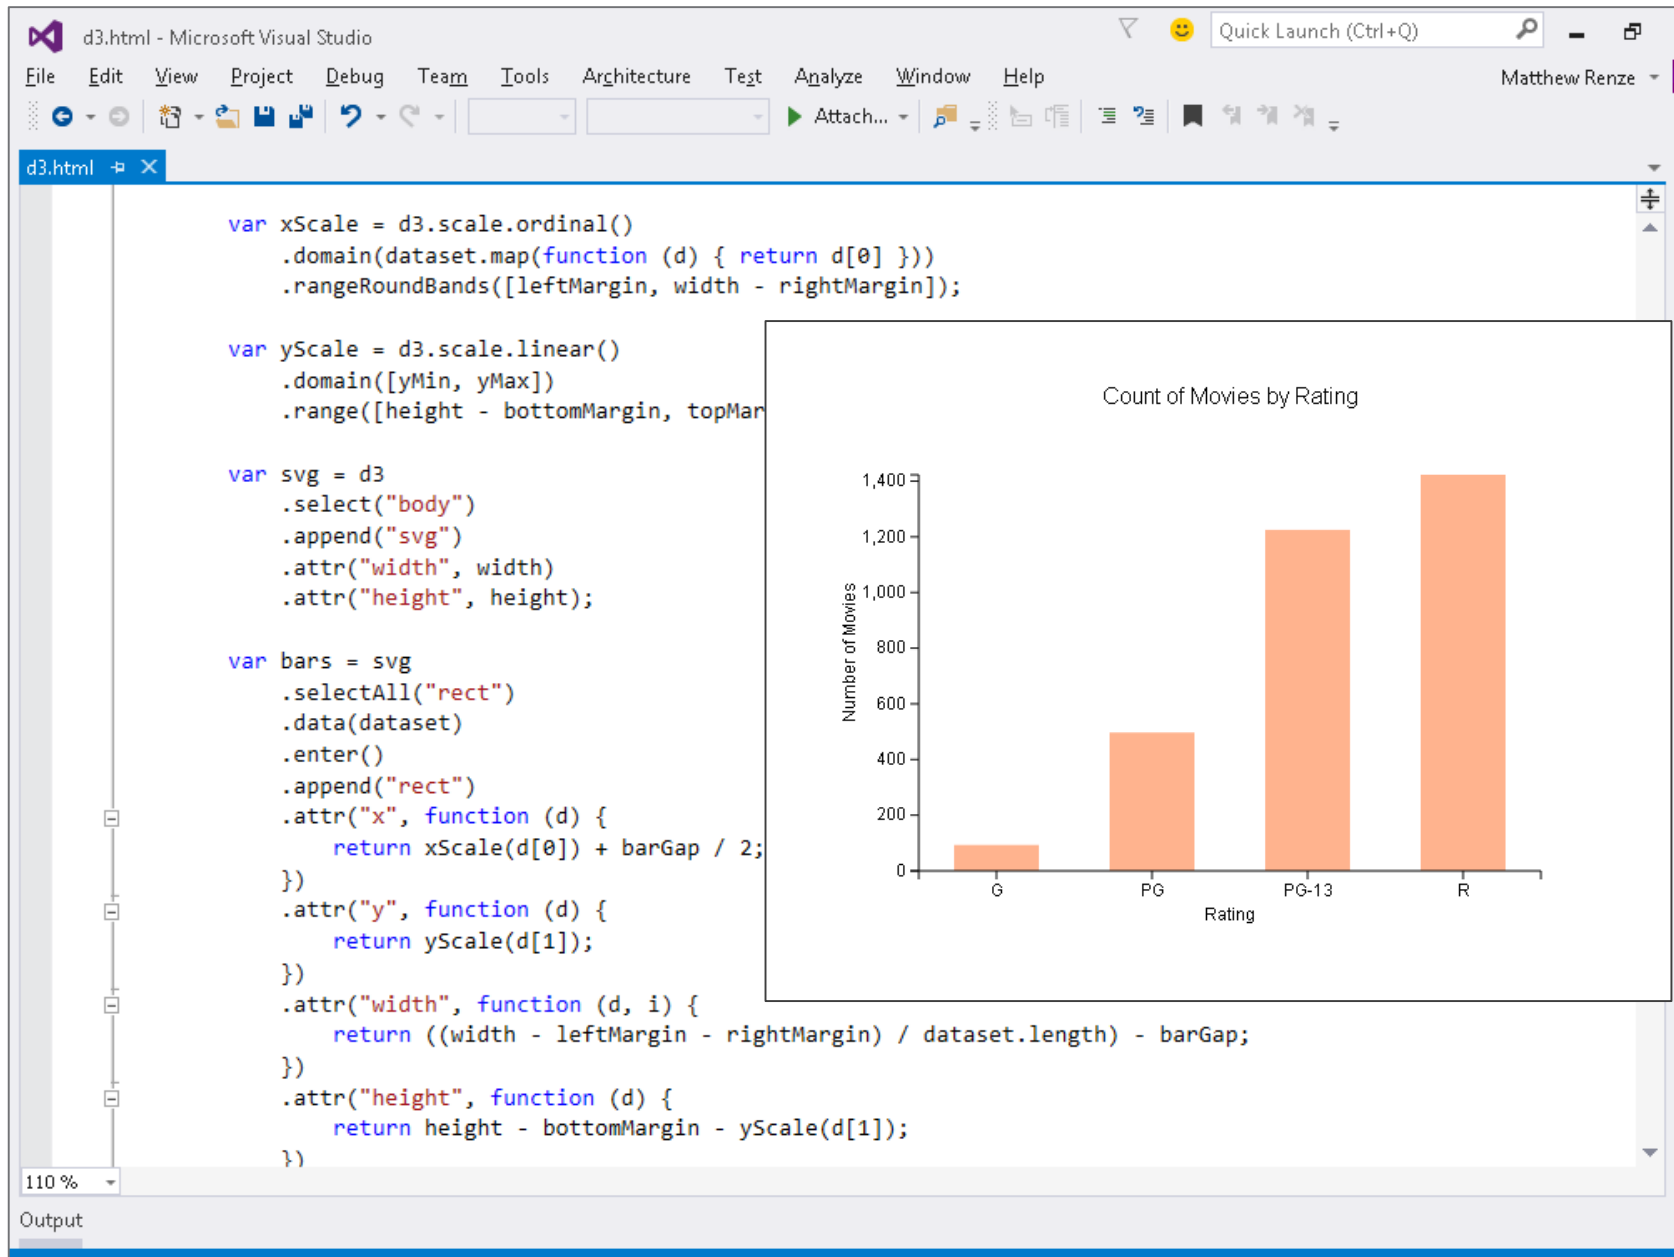 d3.html - Microsoft Visual Studio
Quick Launch (Ctrl+Q)
File Edit View Project Debug Team Tools Architecture Test Analyze Window Help
Matthew Renze
Attach...
d3.html
var xScale = d3.scale.ordinal()
.domain(dataset.map(function (d) { return d[0] }))
.rangeRoundBands([leftMargin, width - rightMargin]);
var yScale = d3.scale.linear()
.domain([yMin, yMax])
.range([height - bottomMargin, topMar
var svg = d3
.select("body")
.append("svg")
.attr("width", width)
.attr("height", height);
var bars = svg
.selectAll("rect")
.data(dataset)
.enter()
.append("rect")
.attr("x", function (d) {
return xScale(d[0]) + barGap / 2;
})
.attr("y", function (d) {
return yScale(d[1]);
})
.attr("width", function (d, i) {
return ((width - leftMargin - rightMargin) / dataset.length) - barGap;
})
.attr("height", function (d) {
return height - bottomMargin - yScale(d[1]);
})
Count of Movies by Rating
Number of Movies
1,400
1,200
1,000
800
600
400
200
0
G PG PG-13 R
Rating
110 %
Output